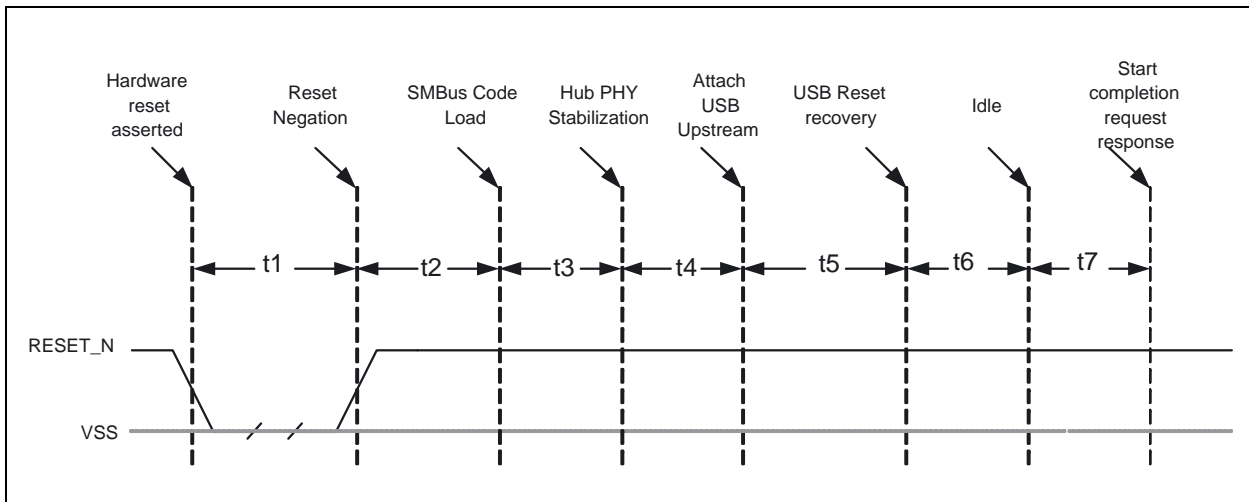 Hardware
reset
asserted
Reset
Negation
SMBus Code
Load
Hub PHY
Stabilization
Attach
USB
Upstream
USB Reset
recovery
Idle
Start
completion
request
response
t1
t2
t3
t4
t5
t6
t7
RESET_N
VSS